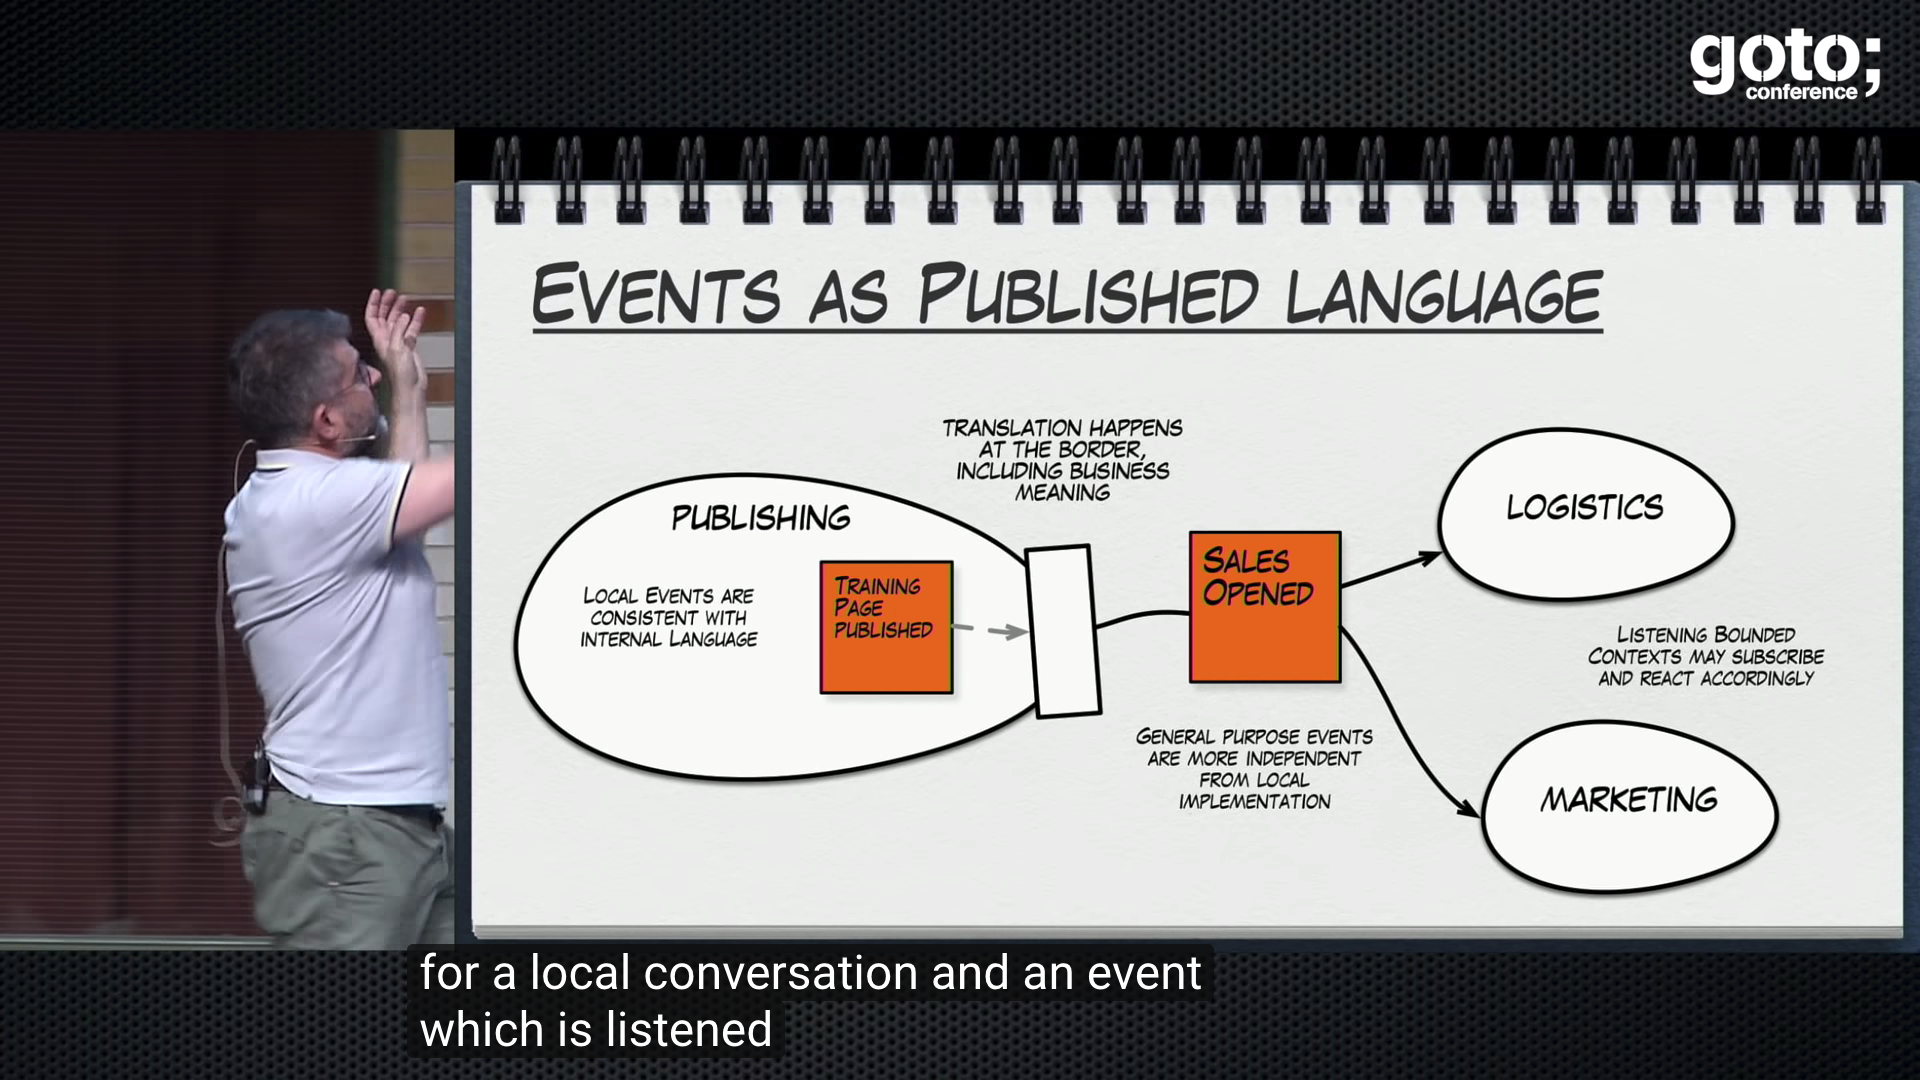 goto;
conference
EVENTS AS PUBLISHED LANGUAGE
TRANSLATION HAPPENS
AT THE BORDER,
INCLUDING BUSINESS
MEANING
PUBLISHING
LOCAL EVENTS ARE
CONSISTENT WITH
INTERNAL LANGUAGE
TRAINING
PAGE
PUBLISHED
SALES
OPENED
LOGISTICS
LISTENING BOUNDED
CONTEXTS MAY SUBSCRIBE
AND REACT ACCORDINGLY
GENERAL PURPOSE EVENTS
ARE MORE INDEPENDENT
FROM LOCAL
IMPLEMENTATION
MARKETING
for a local conversation and an event
which is listened